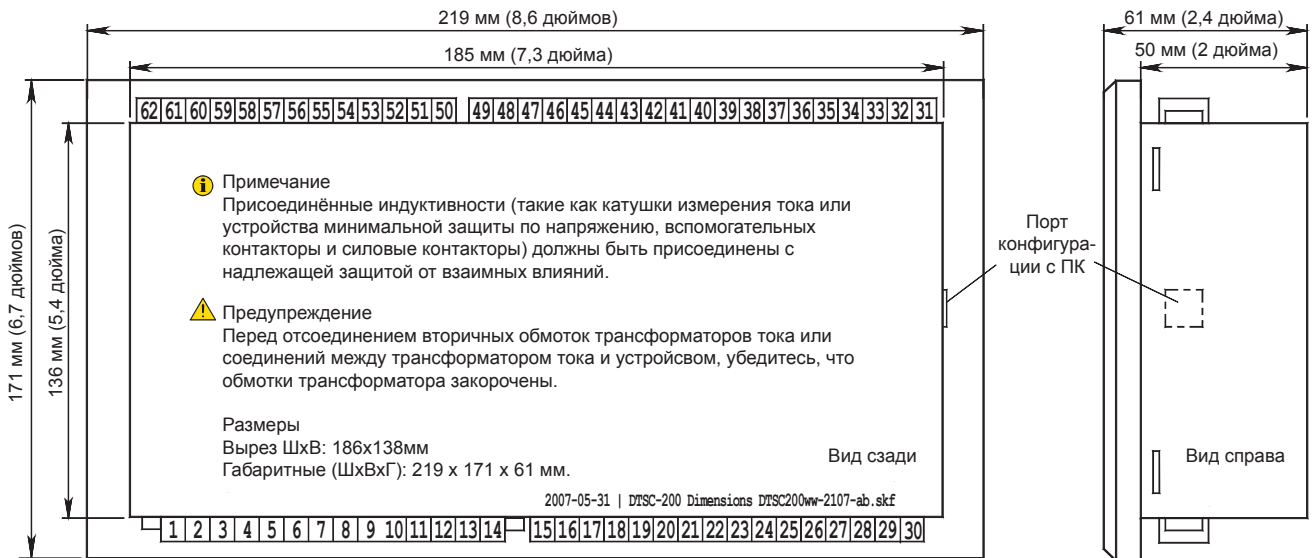 219 мм (8,6 дюймов)
61 мм (2,4 дюйма)
185 мм (7,3 дюйма)
50 мм (2 дюйма)
62 61 60 59 58 57 56 55 54 53 52 51 50 49 48 47 46 45 44 43 42 41 40 39 38 37 36 35 34 33 32 31
171 мм (6,7 дюймов)
136 мм (5,4 дюйма)
Примечание
Присоединённые индуктивности (такие как катушки измерения тока или
устройства минимальной защиты по напряжению, вспомогательных
контакторы и силовые контакторы) должны быть присоединены с
надлежащей защитой от взаимных влияний.
Предупреждение
Перед отсоединением вторичных обмоток трансформаторов тока или
соединений между трансформатором тока и устройсвом, убедитесь, что
обмотки трансформатора закорочены.
Размеры
Вырез ШхВ: 186х138мм
Габаритные (ШхВхГ): 219 х 171 х 61 мм.
Вид сзади
2007-05-31 | DTSC-200 Dimensions DTSC200ww-2107-ab.skf
1 2 3 4 5 6 7 8 9 10 11 12 13 14 15 16 17 18 19 20 21 22 23 24 25 26 27 28 29 30
Порт
конфигура-
ции с ПК
Вид справа